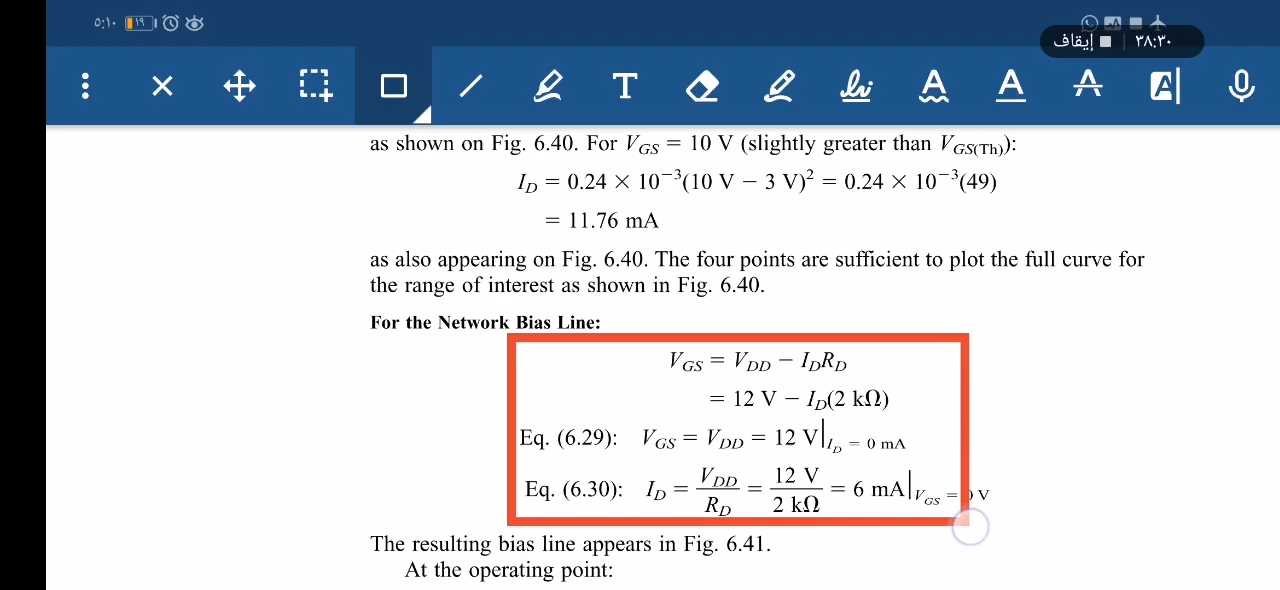 ٥:١٠ ١٩
إيقاف ٣٨:٣٠
T li A A A A
as shown on Fig. 6.40. For V_GS = 10 V (slightly greater than V_GS(Th)):
I_D = 0.24 × 10⁻³(10 V − 3 V)² = 0.24 × 10⁻³(49)
= 11.76 mA
as also appearing on Fig. 6.40. The four points are sufficient to plot the full curve for
the range of interest as shown in Fig. 6.40.
For the Network Bias Line:
V_GS = V_DD − I_D R_D
= 12 V − I_D(2 kΩ)
Eq. (6.29): V_GS = V_DD = 12 V|I_D = 0 mA
Eq. (6.30): I_D = V_DD/R_D = 12 V/2 kΩ = 6 mA|V_GS = 0 V
The resulting bias line appears in Fig. 6.41.
At the operating point: